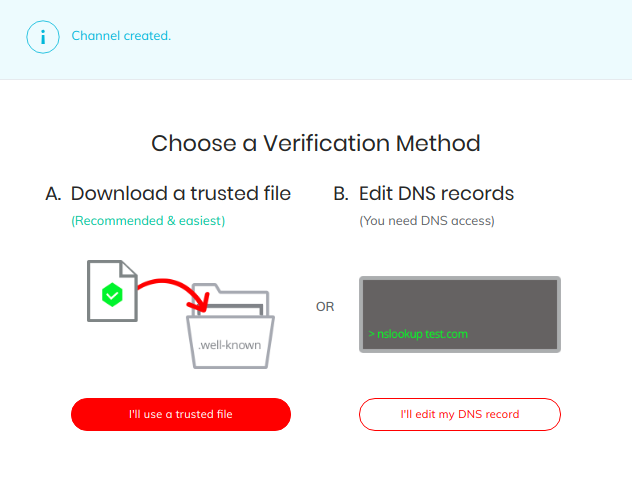 i
Channel created.
Choose a Verification Method
A. Download a trusted file
(Recommended & easiest)
.well-known
I'll use a trusted file
OR
B. Edit DNS records
(You need DNS access)
> nslookup test.com
I'll edit my DNS record